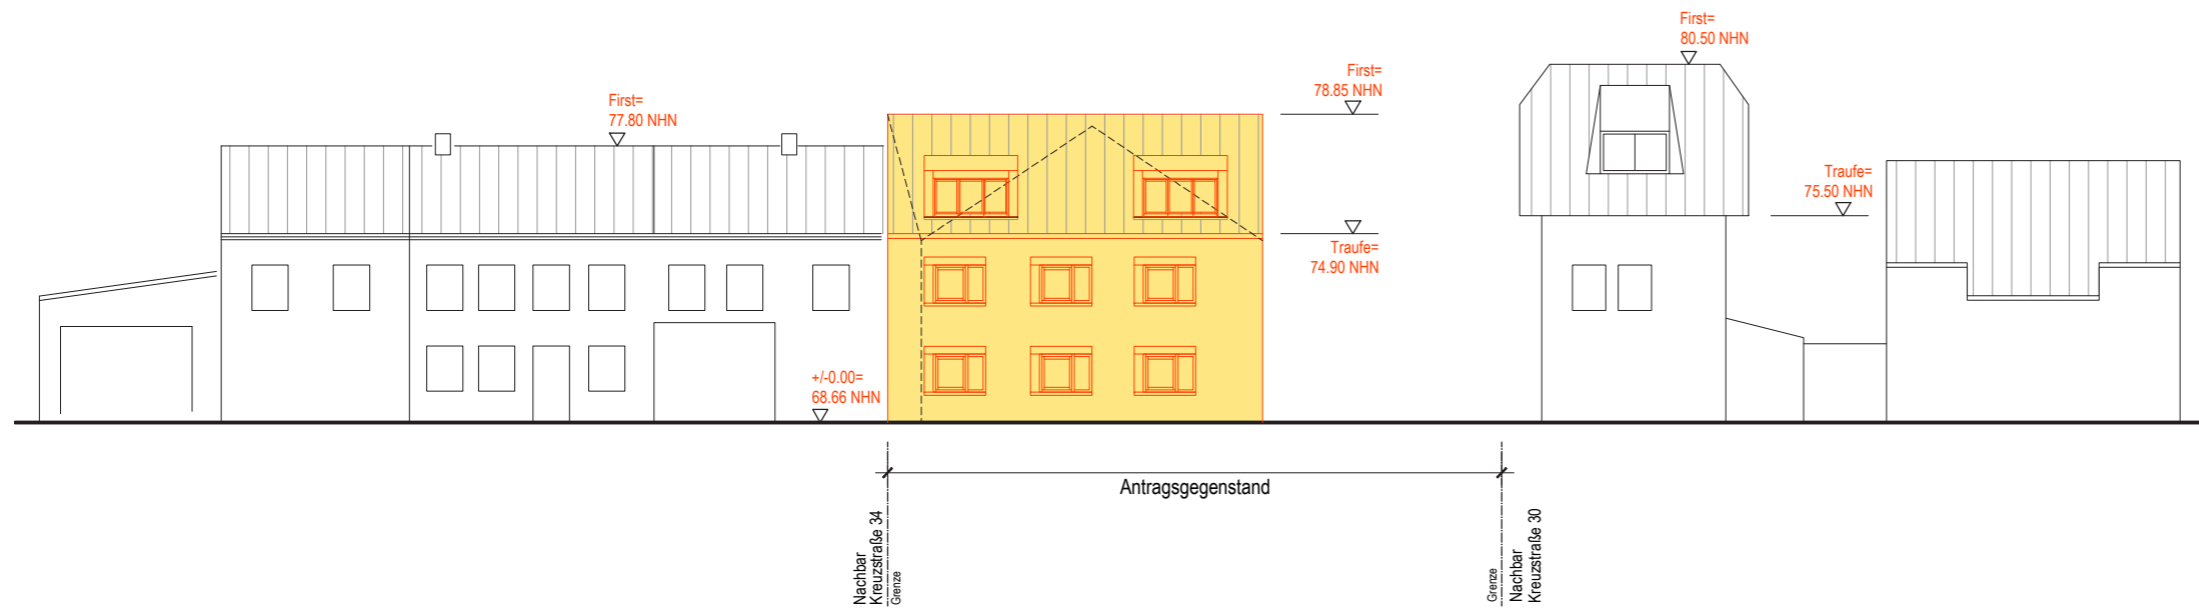 First=
80.50 NHN
First=
78.85 NHN
First=
77.80 NHN
Traufe=
75.50 NHN
Traufe=
74.90 NHN
+/-0.00=
68.66 NHN
Antragsgegenstand
Nachbar
Kreuzstraße 34
Grenze
Grenze
Nachbar
Kreuzstraße 30